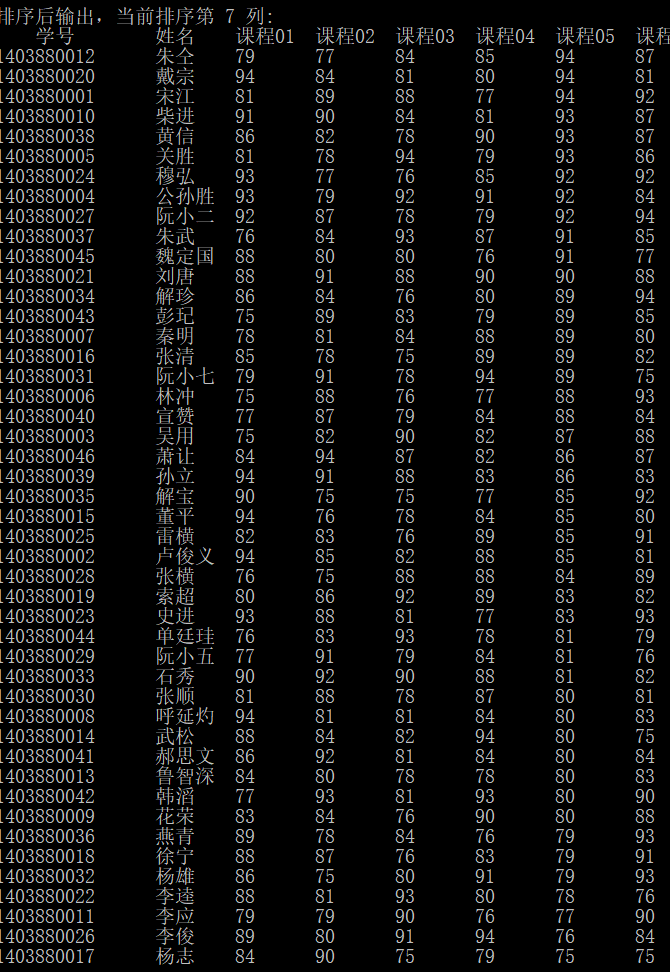 排序后输出，当前排序第 7 列:
学号 姓名 课程01 课程02 课程03 课程04 课程05 课程
1403880012 朱仝 79 77 84 85 94 87
1403880020 戴宗 94 84 81 80 94 81
1403880001 宋江 81 89 88 77 94 92
1403880010 柴进 91 90 84 81 93 87
1403880038 黄信 86 82 78 90 93 87
1403880005 关胜 81 78 94 79 93 86
1403880024 穆弘 93 77 76 85 92 92
1403880004 公孙胜 93 79 92 91 92 84
1403880027 阮小二 92 87 78 79 92 94
1403880037 朱武 76 84 93 87 91 85
1403880045 魏定国 88 80 80 76 91 77
1403880021 刘唐 88 91 88 90 90 88
1403880034 解珍 86 84 76 80 89 94
1403880043 彭玘 75 89 83 79 89 85
1403880007 秦明 78 81 84 88 89 80
1403880016 张清 85 78 75 89 89 82
1403880031 阮小七 79 91 78 94 89 75
1403880006 林冲 75 88 76 77 88 93
1403880040 宣赞 77 87 79 84 88 84
1403880003 吴用 75 82 90 82 87 88
1403880046 萧让 84 94 87 82 86 87
1403880039 孙立 94 91 88 83 86 83
1403880035 解宝 90 75 75 77 85 92
1403880015 董平 94 76 78 84 85 80
1403880025 雷横 82 83 76 89 85 91
1403880002 卢俊义 94 85 82 88 85 81
1403880028 张横 76 75 88 88 84 89
1403880019 索超 80 86 92 89 83 82
1403880023 史进 93 88 81 77 83 93
1403880044 单廷珪 76 83 93 78 81 79
1403880029 阮小五 77 91 79 84 81 76
1403880033 石秀 90 92 90 88 81 82
1403880030 张顺 81 88 78 87 80 81
1403880008 呼延灼 94 81 81 84 80 83
1403880014 武松 88 84 82 94 80 75
1403880041 郝思文 86 92 81 84 80 84
1403880013 鲁智深 84 80 78 78 80 83
1403880042 韩滔 77 93 81 93 80 90
1403880009 花荣 83 84 76 90 80 88
1403880036 燕青 89 78 84 76 79 93
1403880018 徐宁 88 87 76 83 79 91
1403880032 杨雄 86 75 80 91 79 93
1403880022 李逵 88 81 93 80 78 76
1403880011 李应 79 79 90 76 77 90
1403880026 李俊 89 80 91 94 76 84
1403880017 杨志 84 90 75 79 75 75